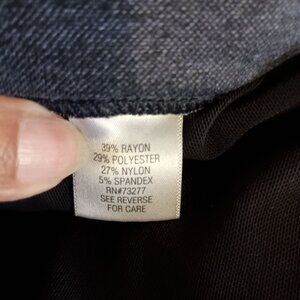 39% RAYON
29% POLYESTER
27% NYLON
5% SPANDEX
RN#73277
SEE REVERSE
FOR CARE